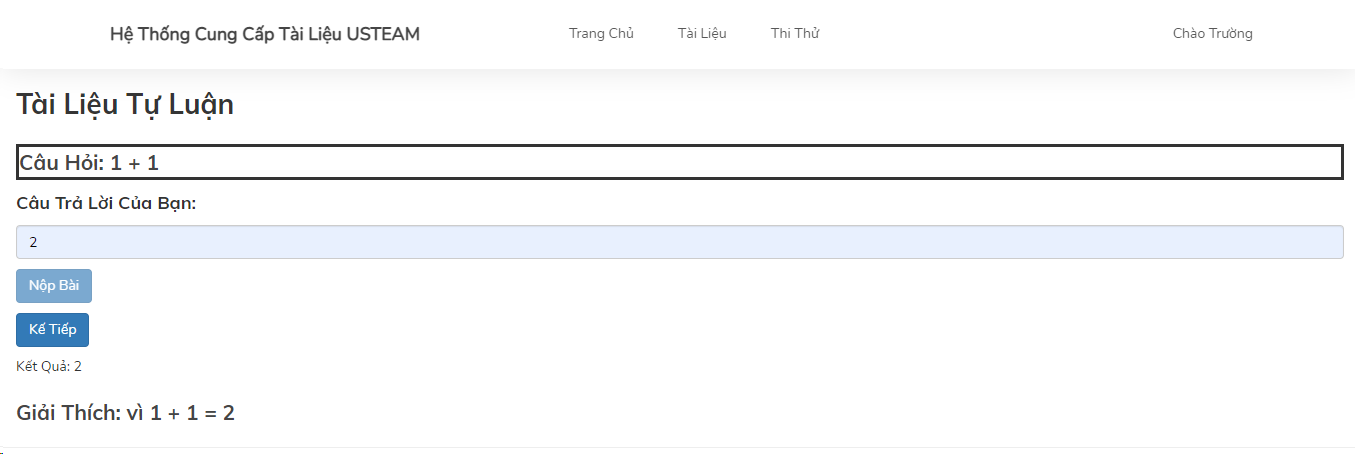 Hệ Thống Cung Cấp Tài Liệu USTEAM
Trang Chủ
Tài Liệu
Thi Thử
Chào Trường
Tài Liệu Tự Luận
Câu Hỏi: 1 + 1
Câu Trả Lời Của Bạn:
2
Nộp Bài
Kế Tiếp
Kết Quả: 2
Giải Thích: vì 1 + 1 = 2